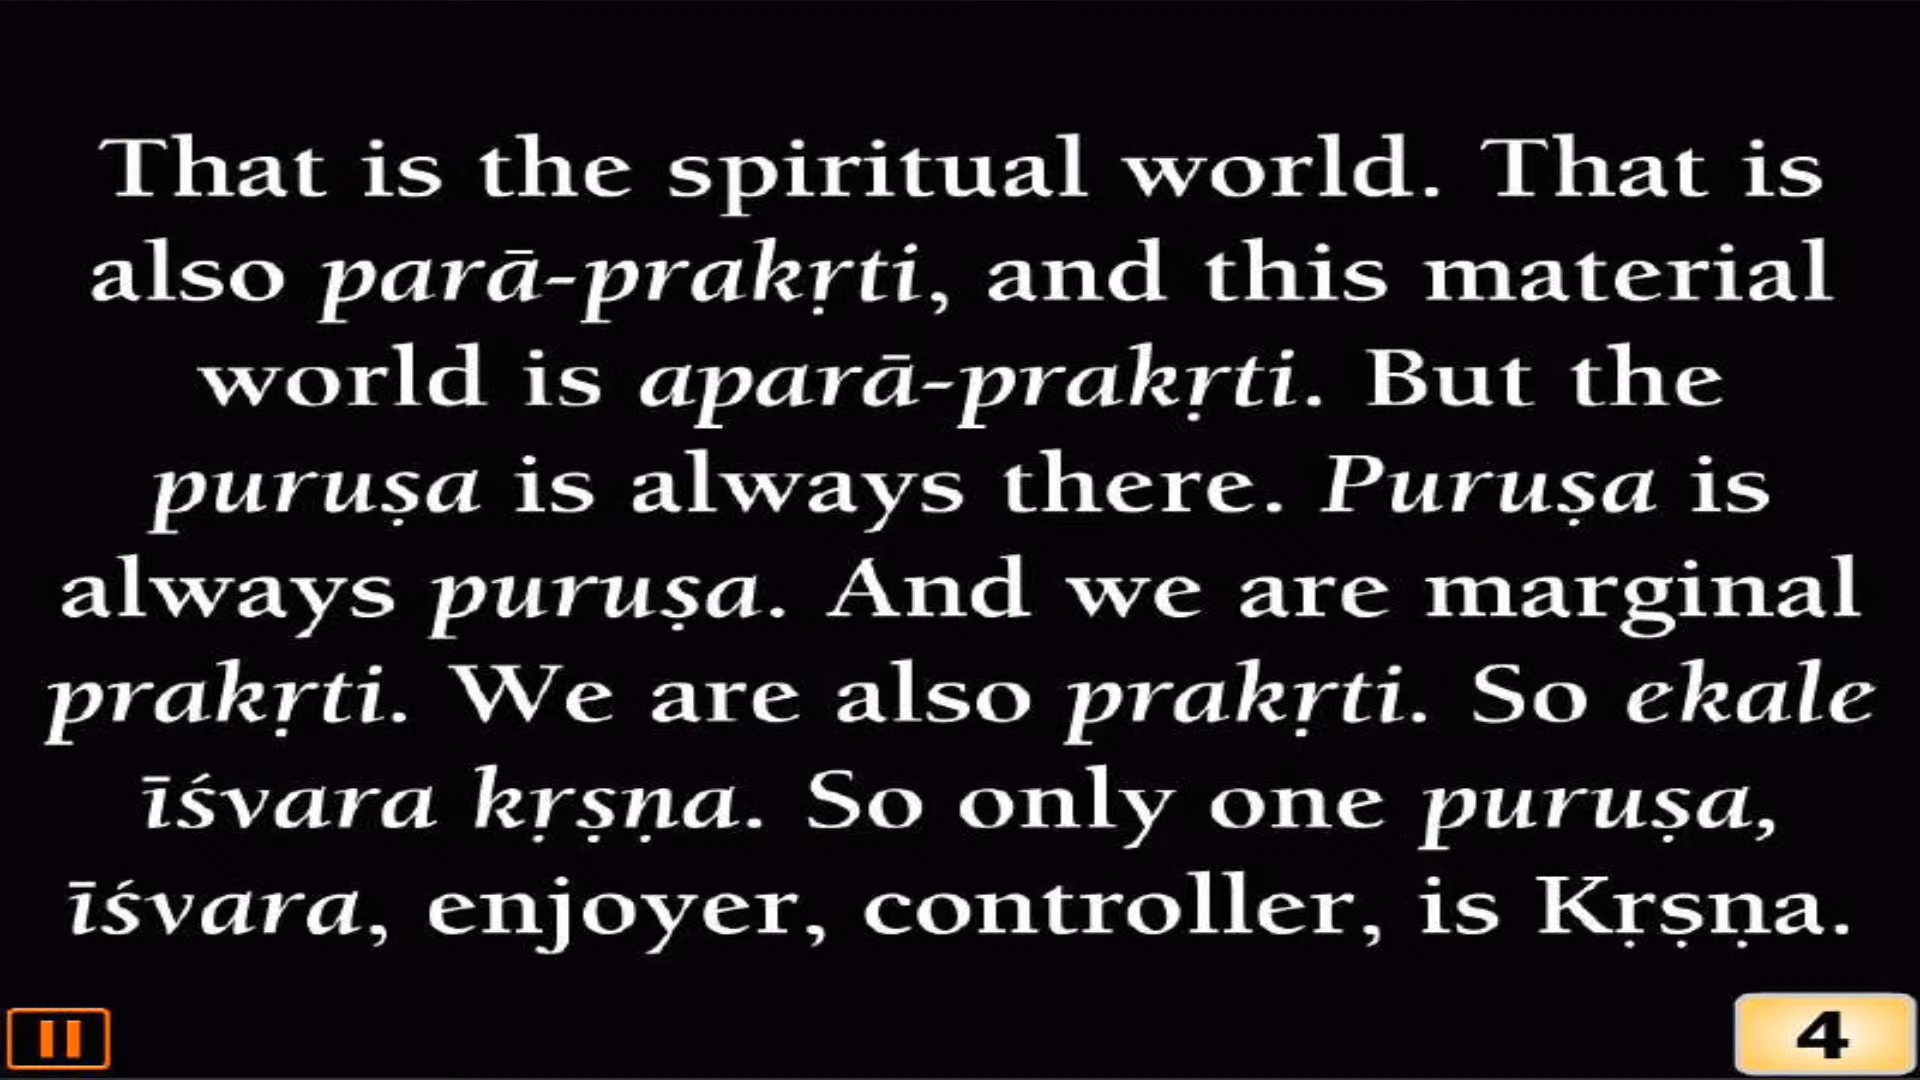 That is the spiritual world. That is
also parā-prakṛti, and this material
world is aparā-prakṛti. But the
puruṣa is always there. Puruṣa is
always puruṣa. And we are marginal
prakṛti. We are also prakṛti. So ekale
īśvara kṛṣṇa. So only one puruṣa,
īśvara, enjoyer, controller, is Kṛṣṇa.
4